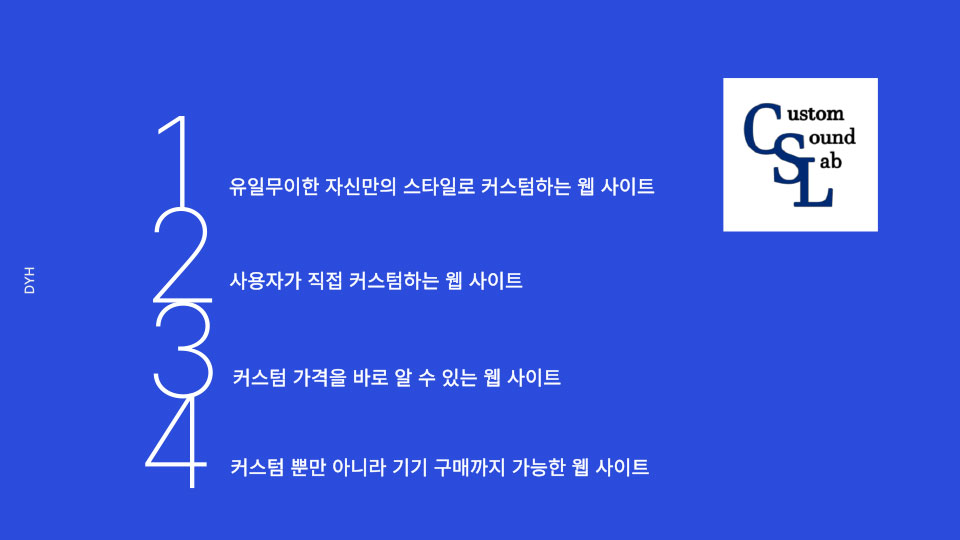 DYH
1
유일무이한 자신만의 스타일로 커스텀하는 웹 사이트
2
사용자가 직접 커스텀하는 웹 사이트
3
커스텀 가격을 바로 알 수 있는 웹 사이트
4
커스텀 뿐만 아니라 기기 구매까지 가능한 웹 사이트
Custom
Sound
Lab